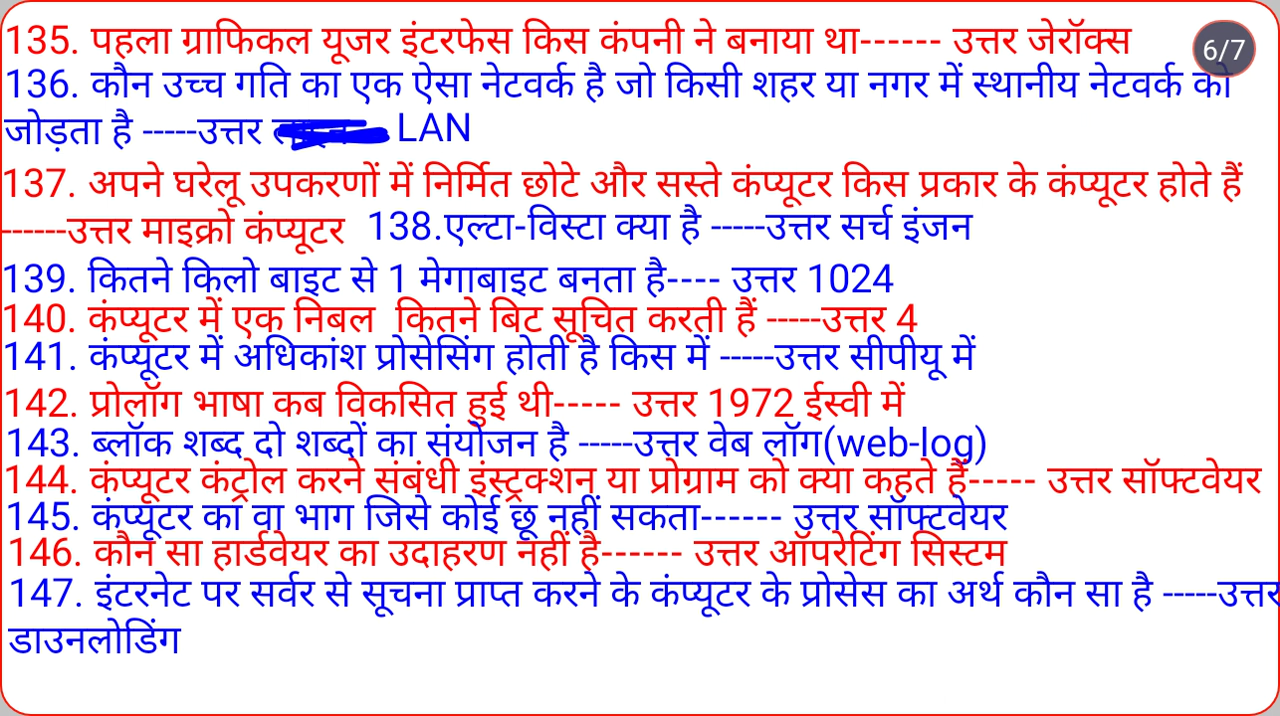 135. पहला ग्राफिकल यूजर इंटरफेस किस कंपनी ने बनाया था------ उत्तर जेरॉक्स
6/7
136. कौन उच्च गति का एक ऐसा नेटवर्क है जो किसी शहर या नगर में स्थानीय नेटवर्क को
जोड़ता है -----उत्तर LAN
137. अपने घरेलू उपकरणों में निर्मित छोटे और सस्ते कंप्यूटर किस प्रकार के कंप्यूटर होते हैं
------उत्तर माइक्रो कंप्यूटर 138.एल्टा-विस्टा क्या है -----उत्तर सर्च इंजन
139. कितने किलो बाइट से 1 मेगाबाइट बनता है---- उत्तर 1024
140. कंप्यूटर में एक निबल कितने बिट सूचित करती हैं -----उत्तर 4
141. कंप्यूटर में अधिकांश प्रोसेसिंग होती है किस में -----उत्तर सीपीयू में
142. प्रोलॉग भाषा कब विकसित हुई थी----- उत्तर 1972 ईस्वी में
143. ब्लॉक शब्द दो शब्दों का संयोजन है -----उत्तर वेब लॉग(web-log)
144. कंप्यूटर कंट्रोल करने संबंधी इंस्ट्रक्शन या प्रोग्राम को क्या कहते हैं----- उत्तर सॉफ्टवेयर
145. कंप्यूटर का वा भाग जिसे कोई छू नहीं सकता------ उत्तर सॉफ्टवेयर
146. कौन सा हार्डवेयर का उदाहरण नहीं है------ उत्तर ऑपरेटिंग सिस्टम
147. इंटरनेट पर सर्वर से सूचना प्राप्त करने के कंप्यूटर के प्रोसेस का अर्थ कौन सा है -----उत्तर
डाउनलोडिंग